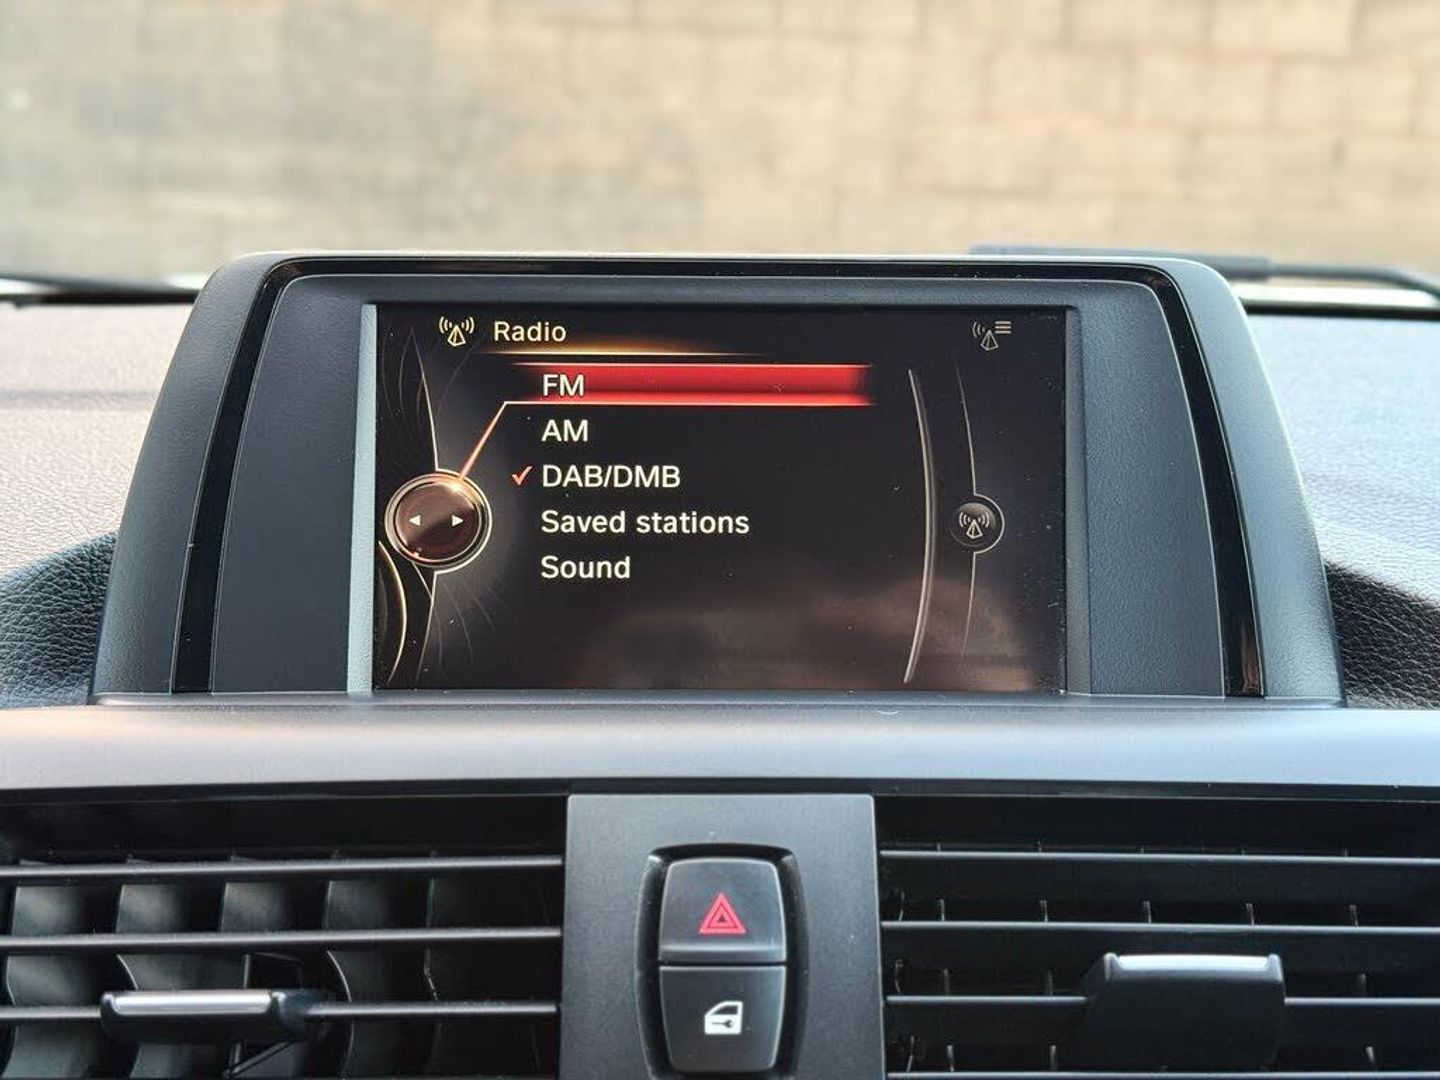 Radio
FM
AM
DAB/DMB
Saved stations
Sound